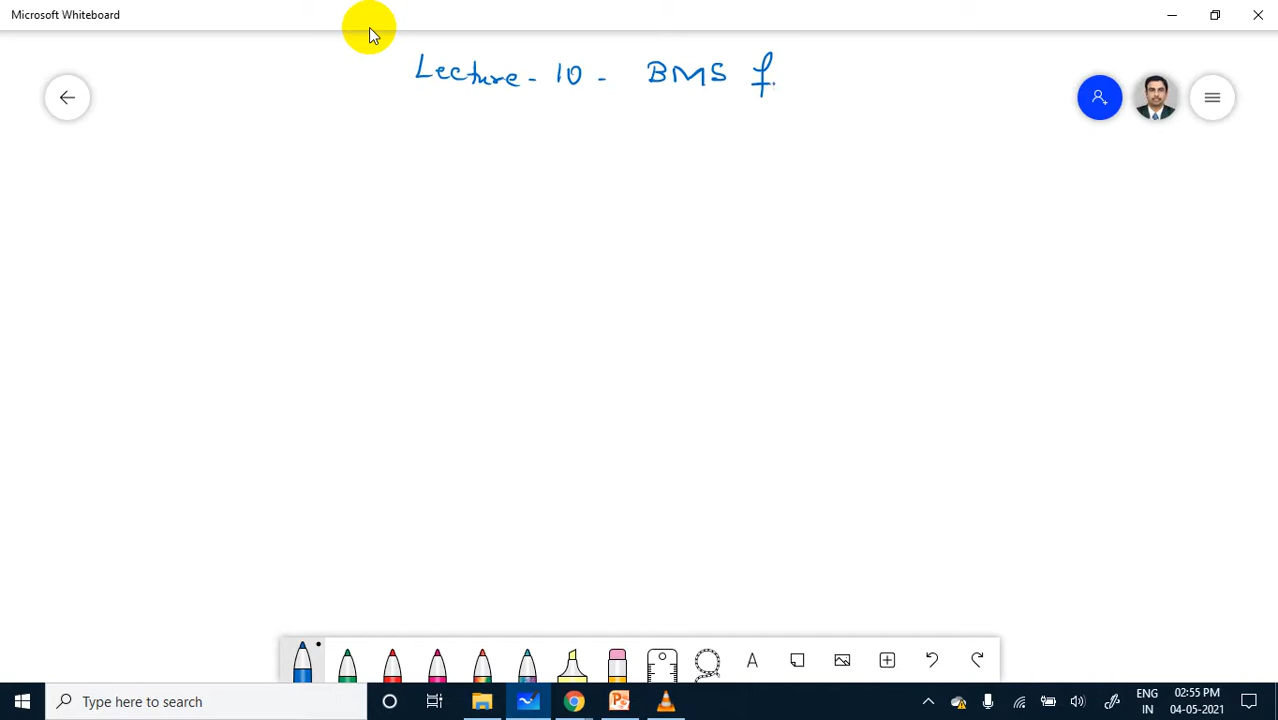 Microsoft Whiteboard
Lecture - 10 - BMS f
Type here to search
ENG
IN
02:55 PM
04-05-2021